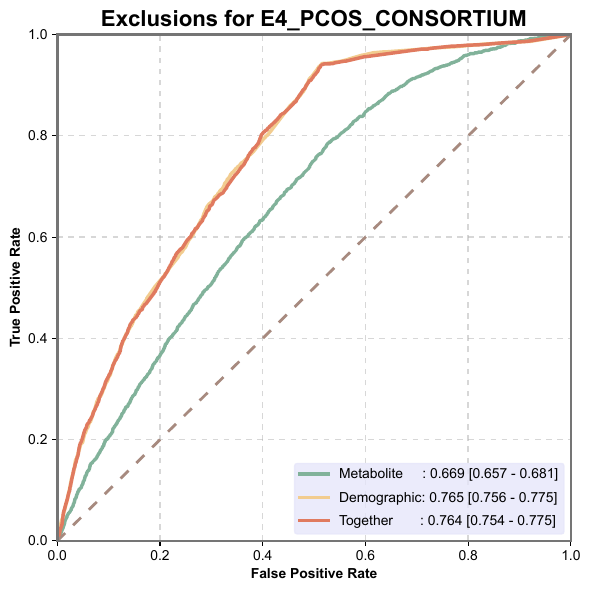 Exclusions for E4_PCOS_CONSORTIUM
True Positive Rate
1.0
0.8
0.6
0.4
0.2
0.0
0.0 0.2 0.4 0.6 0.8 1.0
False Positive Rate
Metabolite : 0.669 [0.657 - 0.681]
Demographic: 0.765 [0.756 - 0.775]
Together : 0.764 [0.754 - 0.775]